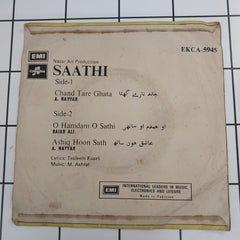 EMI
Nazar Art Production
EKCA-5945
SAATHI
Side-1
Chand Tare Ghata
چاند تارے گھٹا
A. NAYYAR
Side-2
O Hamdam O Sathi
او ہمدم او ساتھی
RAJAB ALI
Ashiq Hoon Sath
عاشق ہوں ساتھ
A. NAYYAR
Lyrics: Tasleem Fazli
Music: M. Ashraf
EMI
INTERNATIONAL LEADERS IN MUSIC,
ELECTRONICS AND LEISURE
Made in Pakistan